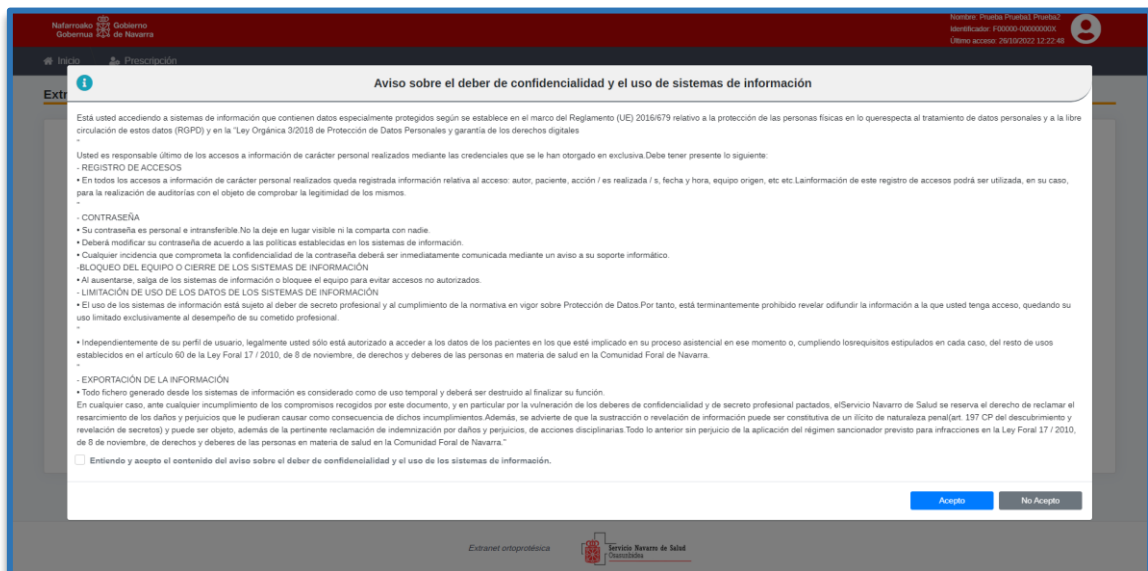 Nafarroako Gobierno
Gobernua de Navarra
Nombre: Prueba Prueba1 Prueba2
Identificador: F00000-00000000X
Último acceso: 26/10/2022 12:22:48
Inicio Prescripción
Extr
Aviso sobre el deber de confidencialidad y el uso de sistemas de información
Está usted accediendo a sistemas de información que contienen datos especialmente protegidos según se establece en el marco del Reglamento (UE) 2016/679 relativo a la protección de las personas físicas en lo querespecta al tratamiento de datos personales y a la libre
circulación de estos datos (RGPD) y en la "Ley Orgánica 3/2018 de Protección de Datos Personales y garantía de los derechos digitales
"
Usted es responsable último de los accesos a información de carácter personal realizados mediante las credenciales que se le han otorgado en exclusiva.Debe tener presente lo siguiente:
- REGISTRO DE ACCESOS
• En todos los accesos a información de carácter personal realizados queda registrada información relativa al acceso: autor, paciente, acción / es realizada / s, fecha y hora, equipo origen, etc etc.Lainformación de este registro de accesos podrá ser utilizada, en su caso,
para la realización de auditorías con el objeto de comprobar la legitimidad de los mismos.
"
- CONTRASEÑA
• Su contraseña es personal e intransferible.No la deje en lugar visible ni la comparta con nadie.
• Deberá modificar su contraseña de acuerdo a las políticas establecidas en los sistemas de información.
• Cualquier incidencia que comprometa la confidencialidad de la contraseña deberá ser inmediatamente comunicada mediante un aviso a su soporte informático.
-BLOQUEO DEL EQUIPO O CIERRE DE LOS SISTEMAS DE INFORMACIÓN
• Al ausentarse, salga de los sistemas de información o bloquee el equipo para evitar accesos no autorizados.
- LIMITACIÓN DE USO DE LOS DATOS DE LOS SISTEMAS DE INFORMACIÓN
• El uso de los sistemas de información está sujeto al deber de secreto profesional y al cumplimiento de la normativa en vigor sobre Protección de Datos.Por tanto, está terminantemente prohibido revelar odifundir la información a la que usted tenga acceso, quedando su
uso limitado exclusivamente al desempeño de su cometido profesional.
"
• Independientemente de su perfil de usuario, legalmente usted sólo está autorizado a acceder a los datos de los pacientes en los que esté implicado en su proceso asistencial en ese momento o, cumpliendo losrequisitos estipulados en cada caso, del resto de usos
establecidos en el artículo 60 de la Ley Foral 17 / 2010, de 8 de noviembre, de derechos y deberes de las personas en materia de salud en la Comunidad Foral de Navarra.
"
- EXPORTACIÓN DE LA INFORMACIÓN
• Todo fichero generado desde los sistemas de información es considerado como de uso temporal y deberá ser destruido al finalizar su función.
En cualquier caso, ante cualquier incumplimiento de los compromisos recogidos por este documento, y en particular por la vulneración de los deberes de confidencialidad y de secreto profesional pactados, elServicio Navarro de Salud se reserva el derecho de reclamar el
resarcimiento de los daños y perjuicios que le pudieran causar como consecuencia de dichos incumplimientos.Además, se advierte de que la sustracción o revelación de información puede ser constitutiva de un ilícito de naturaleza penal(art. 197 CP del descubrimiento y
revelación de secretos) y puede ser objeto, además de la pertinente reclamación de indemnización por daños y perjuicios, de acciones disciplinarias.Todo lo anterior sin perjuicio de la aplicación del régimen sancionador previsto para infracciones en la Ley Foral 17 / 2010,
de 8 de noviembre, de derechos y deberes de las personas en materia de salud en la Comunidad Foral de Navarra."
Entiendo y acepto el contenido del aviso sobre el deber de confidencialidad y el uso de los sistemas de información.
Acepto No Acepto
Extranet ortoprotésica
Servicio Navarro de Salud
Osasunbidea